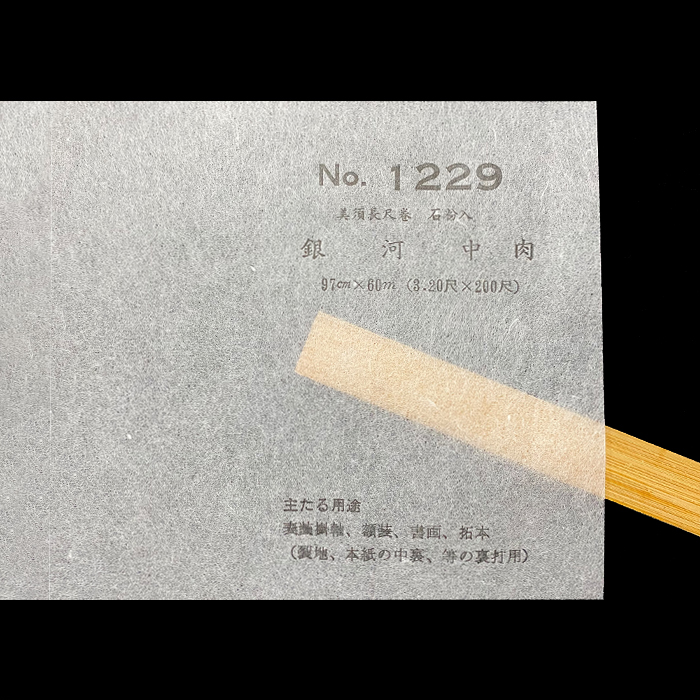 No. 1229
美須長尺巻 石粉入
銀河中肉
97cm×60m (3.20尺×200尺)
主たる用途
表装掛軸、額装、書画、拓本
(裂地、本紙の中裏、等の裏打用)